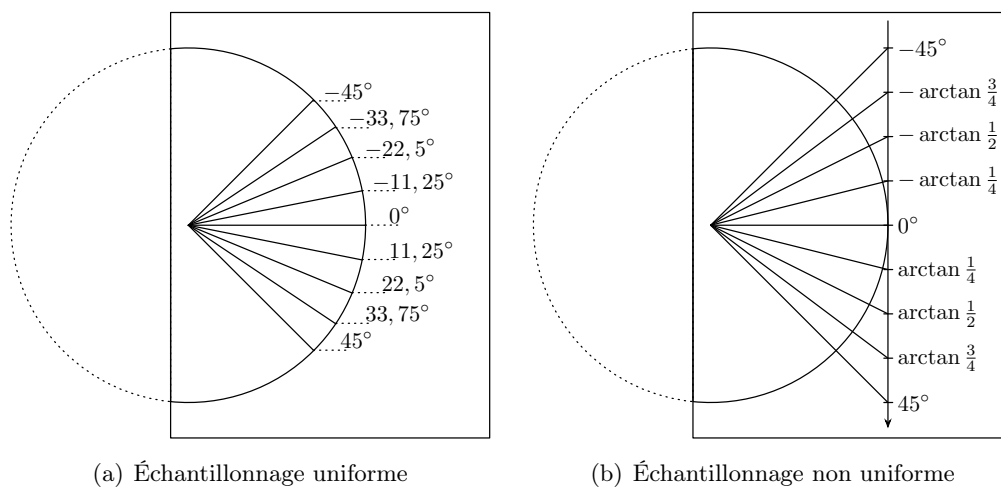 −45°
−33, 75°
−22, 5°
−11, 25°
0°
11, 25°
22, 5°
33, 75°
45°
(a) Échantillonnage uniforme
−45°
− arctan 3/4
− arctan 1/2
− arctan 1/4
0°
arctan 1/4
arctan 1/2
arctan 3/4
45°
(b) Échantillonnage non uniforme